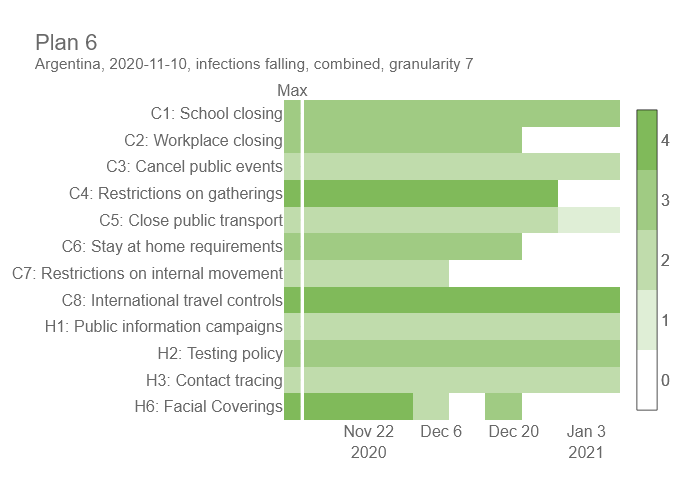 Plan 6
Argentina, 2020-11-10, infections falling, combined, granularity 7
Max
C1: School closing
C2: Workplace closing
C3: Cancel public events
C4: Restrictions on gatherings
C5: Close public transport
C6: Stay at home requirements
C7: Restrictions on internal movement
C8: International travel controls
H1: Public information campaigns
H2: Testing policy
H3: Contact tracing
H6: Facial Coverings
Nov 22 Dec 6 Dec 20 Jan 3
2020 2021
4
3
2
1
0